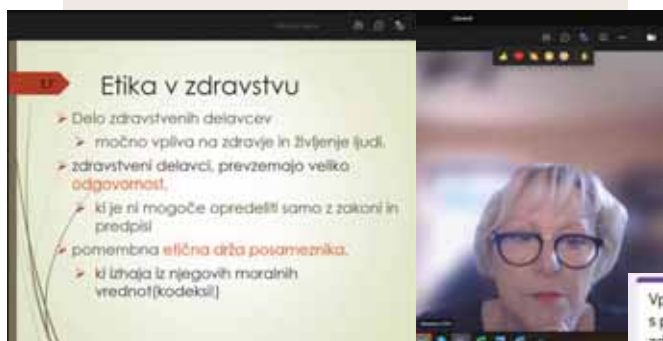 17
Etika v zdravstvu
Delo zdravstvenih delavcev
močno vpliva na zdravje in življenje ljudi.
zdravstveni delavci, prevzemajo veliko
odgovornost,
ki je ni mogoče opredeliti samo z zakoni in
predpisi
pomembna etična drža posameznika,
ki izhaja iz njegovih moralnih
vrednot(kodeksi!)
Vp
s p